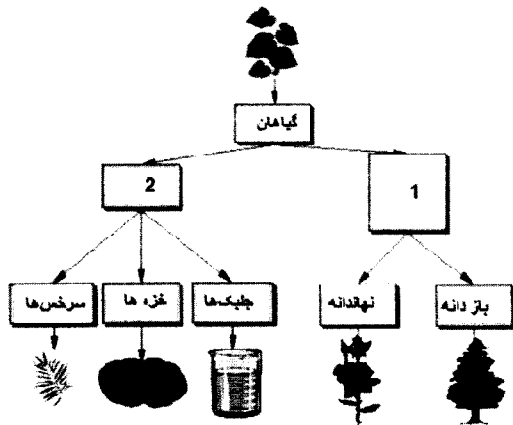 گیاهان
1
2
بازدانه
نهاندانه
جلبک‌ها
خزه ها
سرخس‌ها